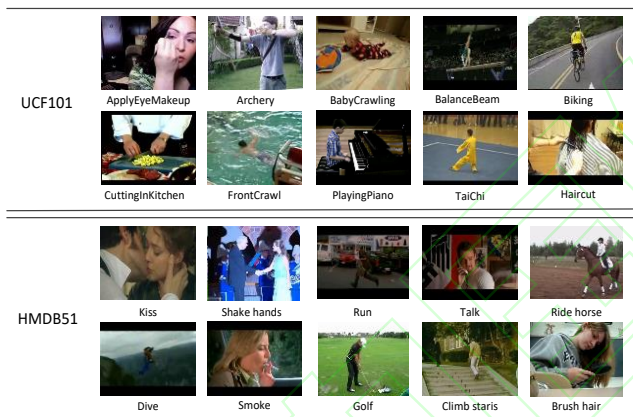 UCF101
ApplyEyeMakeup Archery BabyCrawling BalanceBeam Biking
CuttingInKitchen FrontCrawl PlayingPiano TaiChi Haircut
HMDB51
Kiss Shake hands Run Talk Ride horse
Dive Smoke Golf Climb staris Brush hair